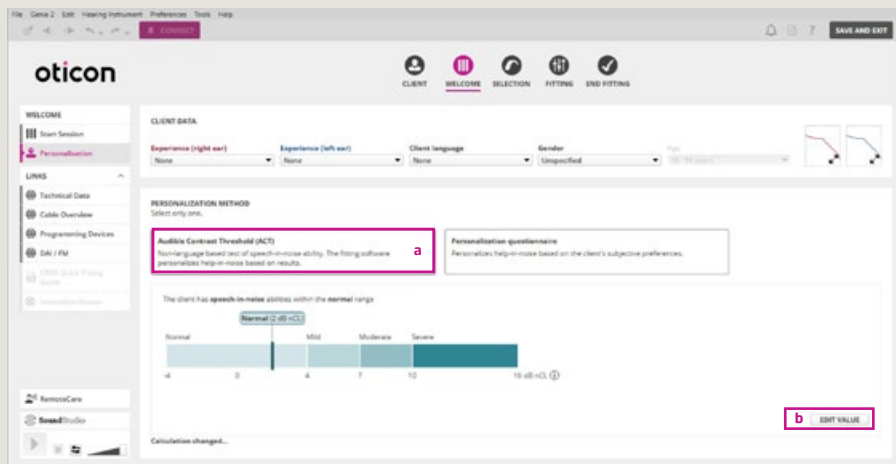 File Genie 2 Edit Hearing Instrument Preferences Tools Help
CONNECT
? SAVE AND EXIT
oticon
CLIENT WELCOME SELECTION FITTING END FITTING
WELCOME
Start Session
Personalisation
LINKS
Technical Data
Cable Overview
Programming Devices
DAI / FM
CLIENT DATA
Experience (right ear) Experience (left ear) Client language Gender Age
None None None Unspecified
PERSONALIZATION METHOD
Select only one.
Audible Contrast Threshold (ACT)
Non-language based test of speech-in-noise ability. The fitting software
personalizes help-in-noise based on results.
a
Personalization questionnaire
Personalizes help-in-noise based on the client's subjective preferences.
The client has speech-in-noise abilities within the normal range
Normal (2 dB nCL)
Normal Mild Moderate Severe
-4 0 4 7 10 16 dB nCL
b EDIT VALUE
Calculation changed...
RemoteCare
SoundStudio